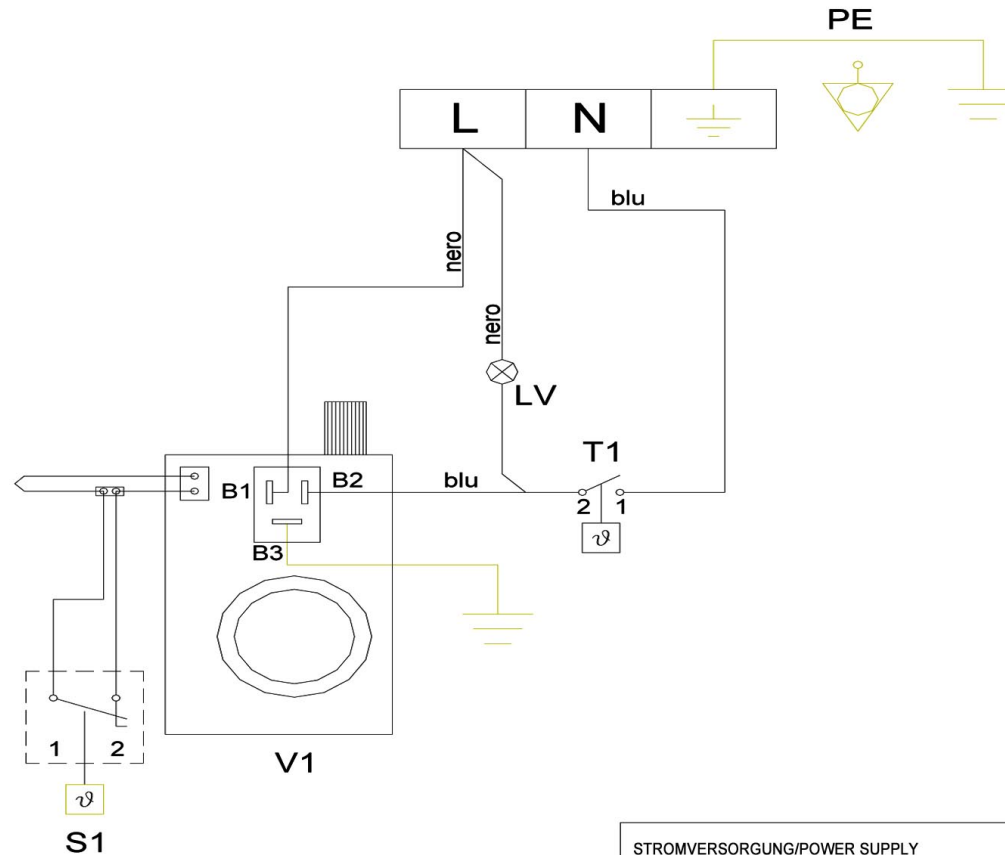 PE
L N
blu
nero
nero
LV
T1
B1 B2 blu
2 1
ϑ
B3
1 2
V1
ϑ
S1
STROMVERSORGUNG/POWER SUPPLY